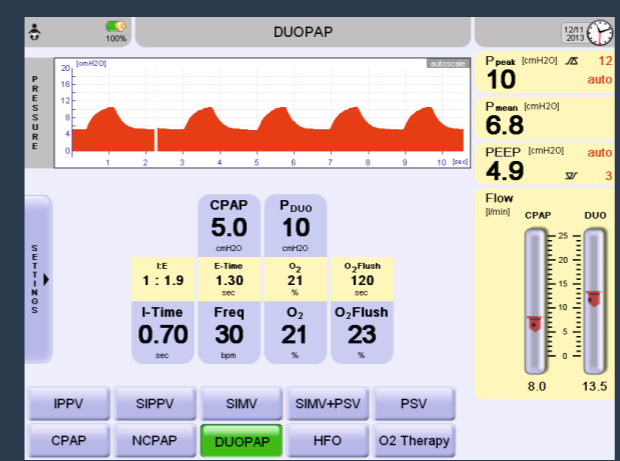 100%
DUOPAP
12/11
2013
PRESSURE
[cmH2O]
autoscale
20
16
12
8
4
0
1 2 3 4 5 6 7 8 9 10 [sec]
Ppeak [cmH2O] 12
10 auto
Pmean [cmH2O]
6.8
PEEP [cmH2O] auto
4.9 3
Flow
[l/min] CPAP DUO
25
20
15
10
5
0
8.0 13.5
SETTINGS
CPAP PDUO
5.0 10
cmH2O cmH2O
I:E E-Time O2 O2Flush
1 : 1.9 1.30 21 120
sec % sec
I-Time Freq O2 O2Flush
0.70 30 21 23
sec bpm % %
IPPV SIPPV SIMV SIMV+PSV PSV
CPAP NCPAP DUOPAP HFO O2 Therapy